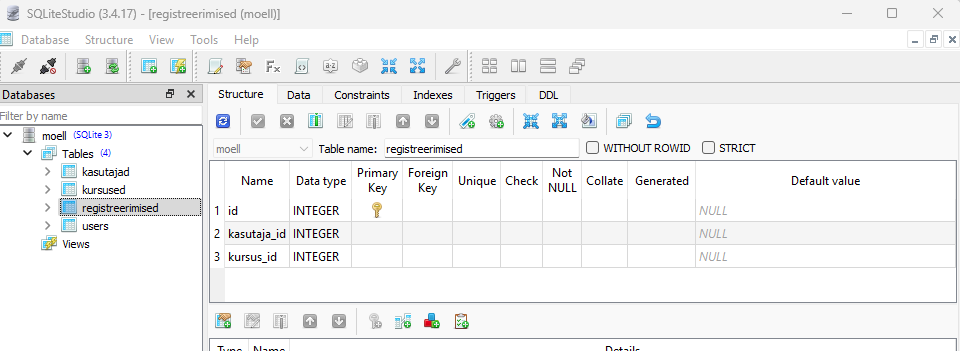 SQLiteStudio (3.4.17) - [registreerimised (moell)]
Database Structure View Tools Help
Databases
Filter by name
moell (SQLite 3)
Tables (4)
kasutajad
kursused
registreerimised
users
Views
Structure Data Constraints Indexes Triggers DDL
moell Table name: registreerimised WITHOUT ROWID STRICT
Name Data type Primary Key Foreign Key Unique Check Not NULL Collate Generated Default value
1 id INTEGER NULL
2 kasutaja_id INTEGER NULL
3 kursus_id INTEGER NULL
Type Name Details